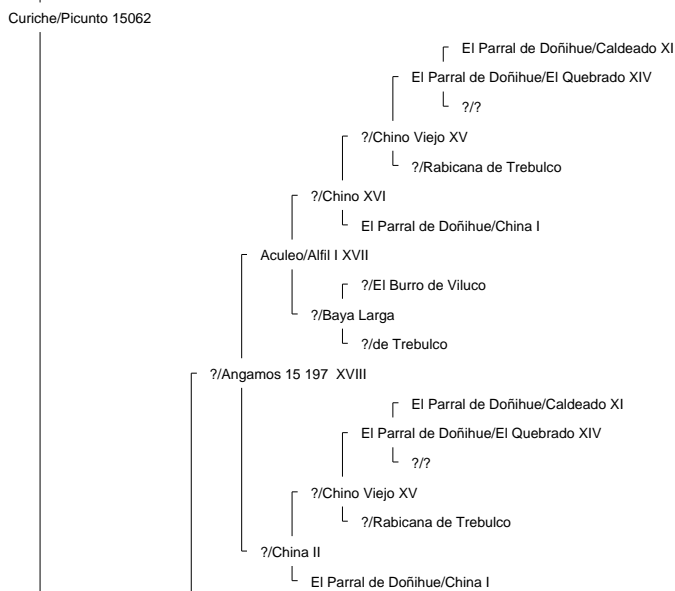 Curiche/Picunto 15062
El Parral de Doñihue/Caldeado XI
El Parral de Doñihue/El Quebrado XIV
?/?
?/Chino Viejo XV
?/Rabicana de Trebulco
?/Chino XVI
El Parral de Doñihue/China I
Aculeo/Alfil I XVII
?/El Burro de Viluco
?/Baya Larga
?/de Trebulco
?/Angamos 15 197 XVIII
El Parral de Doñihue/Caldeado XI
El Parral de Doñihue/El Quebrado XIV
?/?
?/Chino Viejo XV
?/Rabicana de Trebulco
?/China II
El Parral de Doñihue/China I